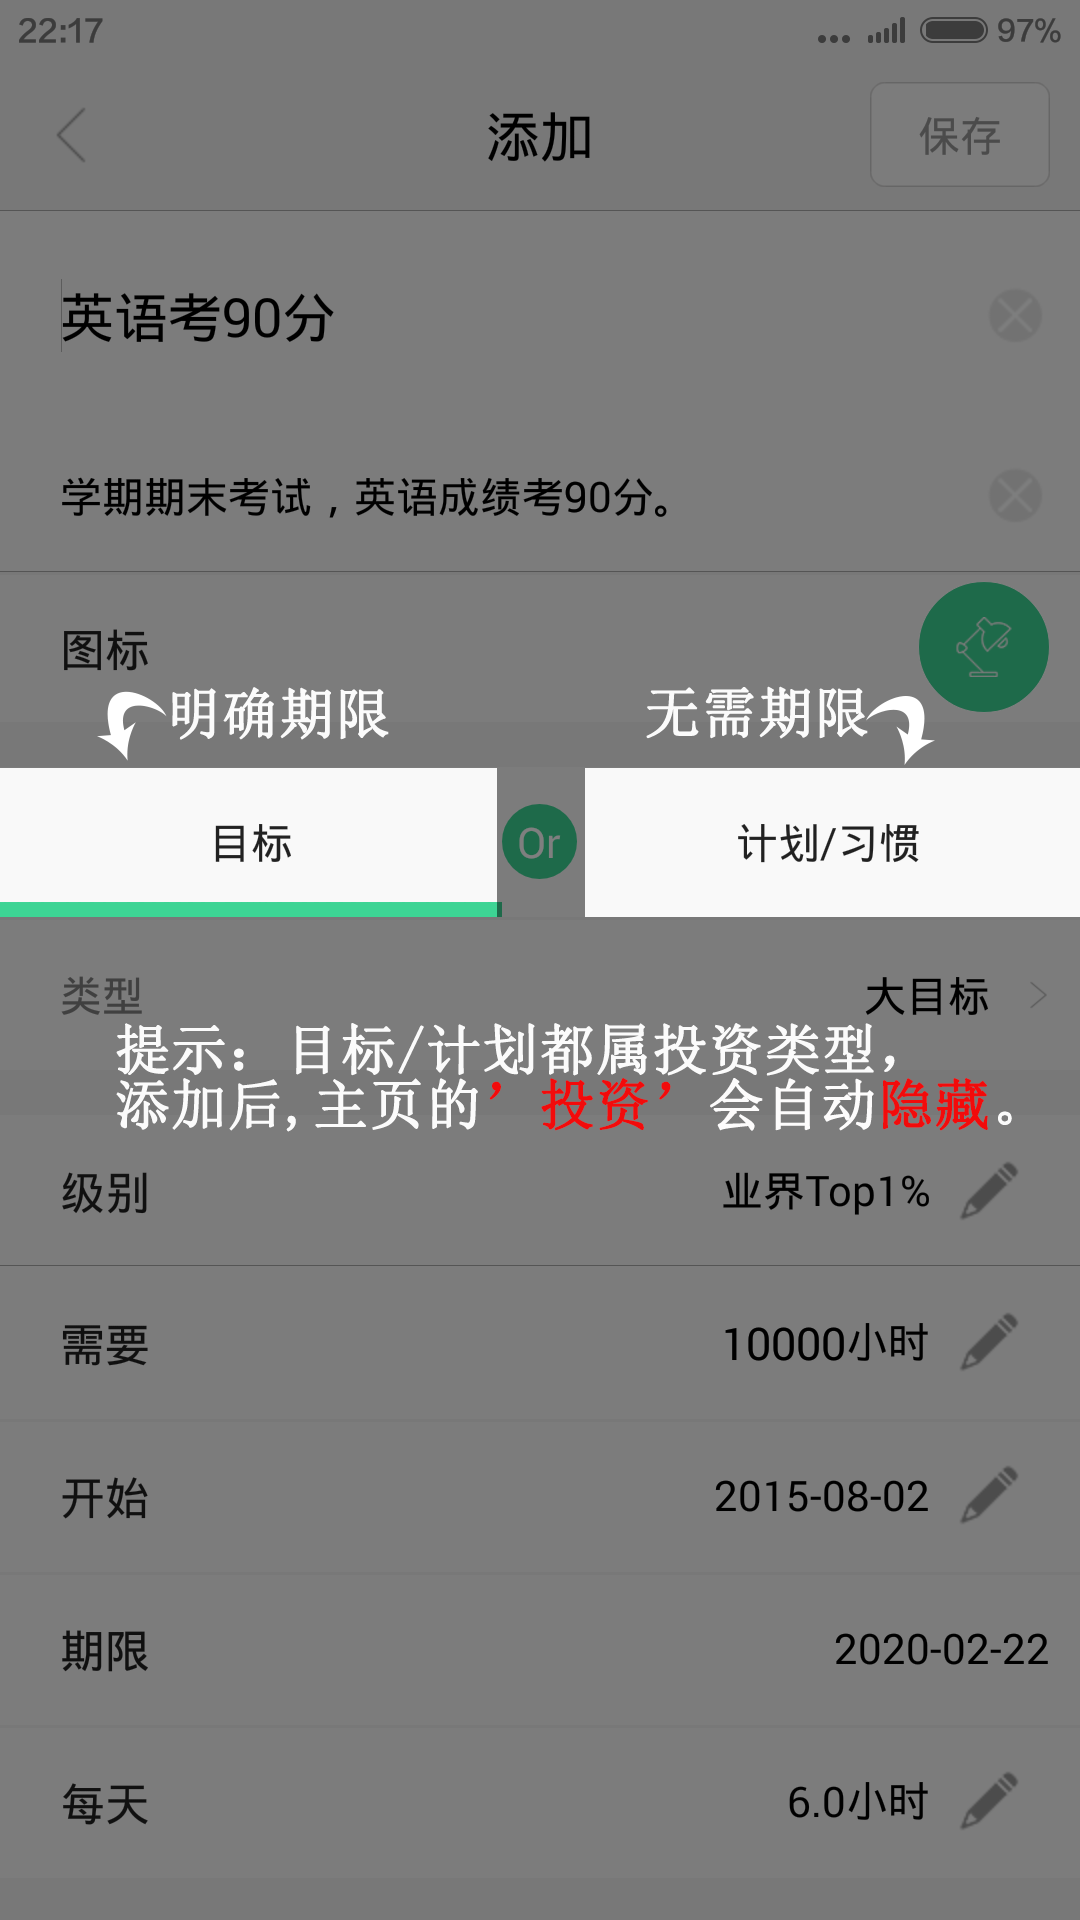 22:17 97%
添加 保存
英语考90分
学期期末考试，英语成绩考90分。
图标
明确期限 无需期限
目标 Or 计划/习惯
类型 大目标
提示：目标/计划都属投资类型，
添加后,主页的’投资’会自动隐藏。
级别 业界Top1%
需要 10000小时
开始 2015-08-02
期限 2020-02-22
每天 6.0小时